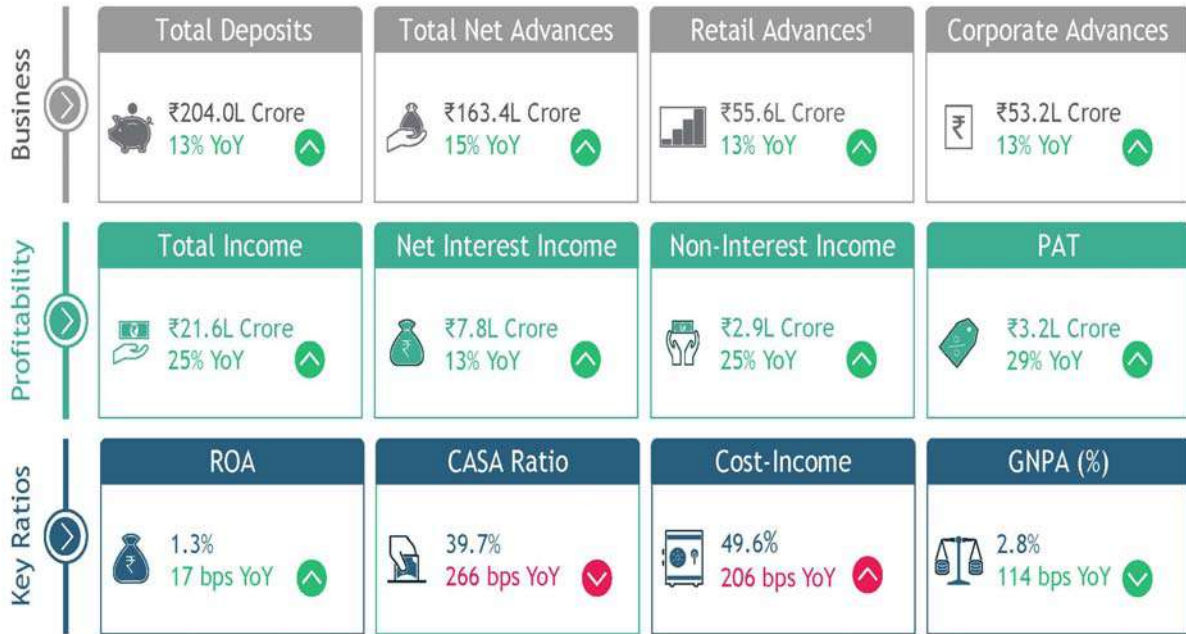 Business
Total Deposits
₹204.0L Crore
13% YoY
Total Net Advances
₹163.4L Crore
15% YoY
Retail Advances¹
₹55.6L Crore
13% YoY
Corporate Advances
₹
₹53.2L Crore
13% YoY
Profitability
Total Income
₹
₹21.6L Crore
25% YoY
Net Interest Income
₹
₹7.8L Crore
13% YoY
Non-Interest Income
₹2.9L Crore
25% YoY
PAT
%
₹3.2L Crore
29% YoY
Key Ratios
ROA
₹
1.3%
17 bps YoY
CASA Ratio
39.7%
266 bps YoY
Cost-Income
49.6%
206 bps YoY
GNPA (%)
2.8%
114 bps YoY